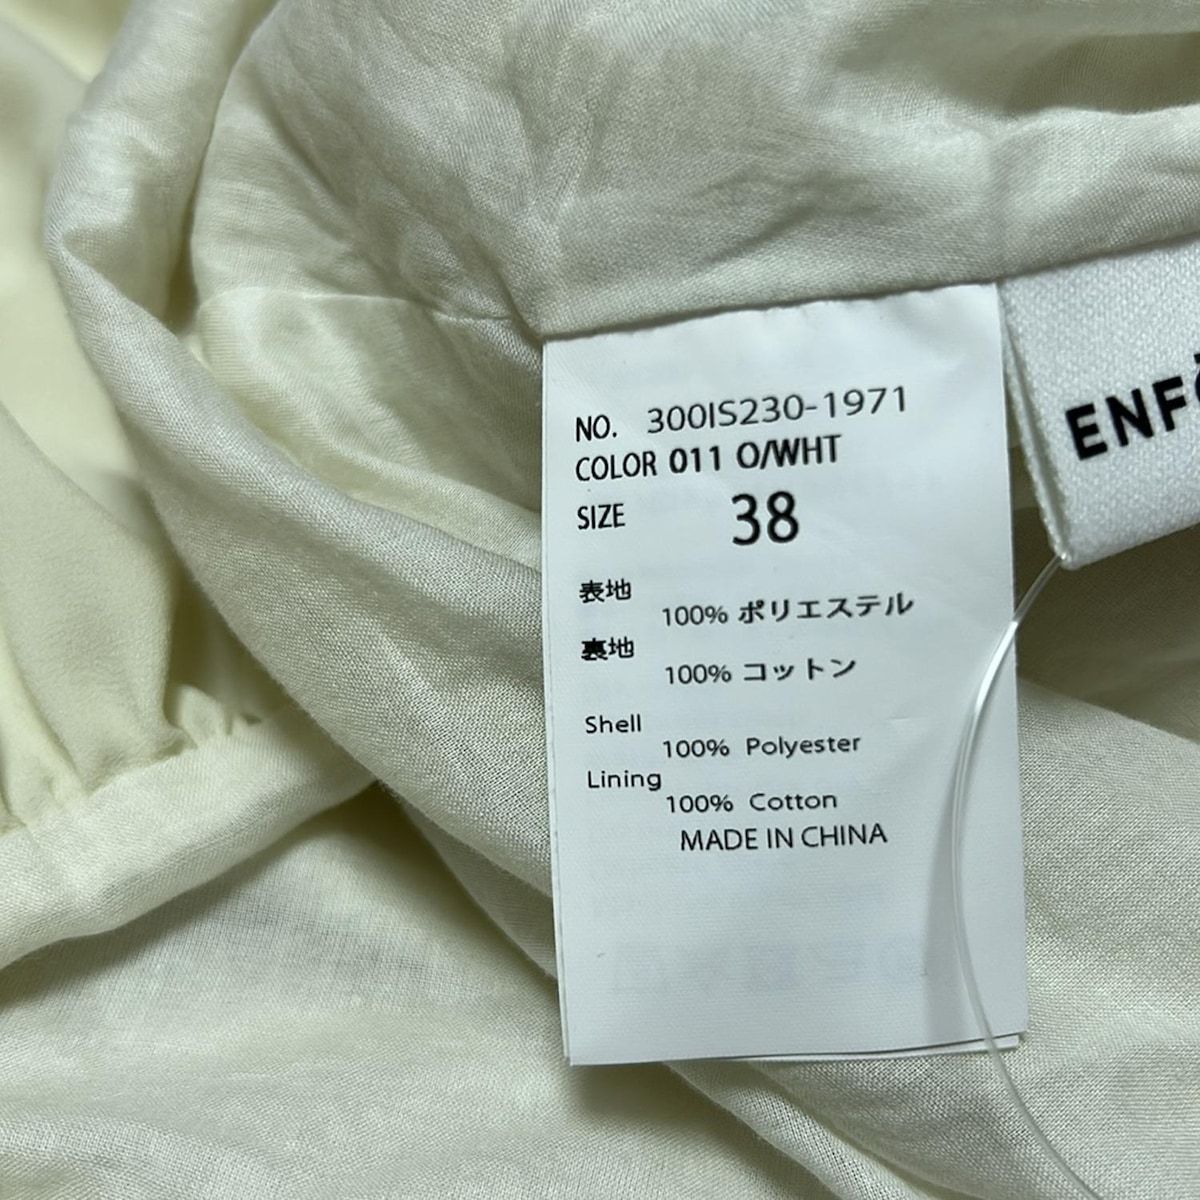 NO. 300IS230-1971
COLOR 011 O/WHT
SIZE 38
表地
100% ポリエステル
裏地
100% コットン
Shell
100% Polyester
Lining
100% Cotton
MADE IN CHINA
ENF